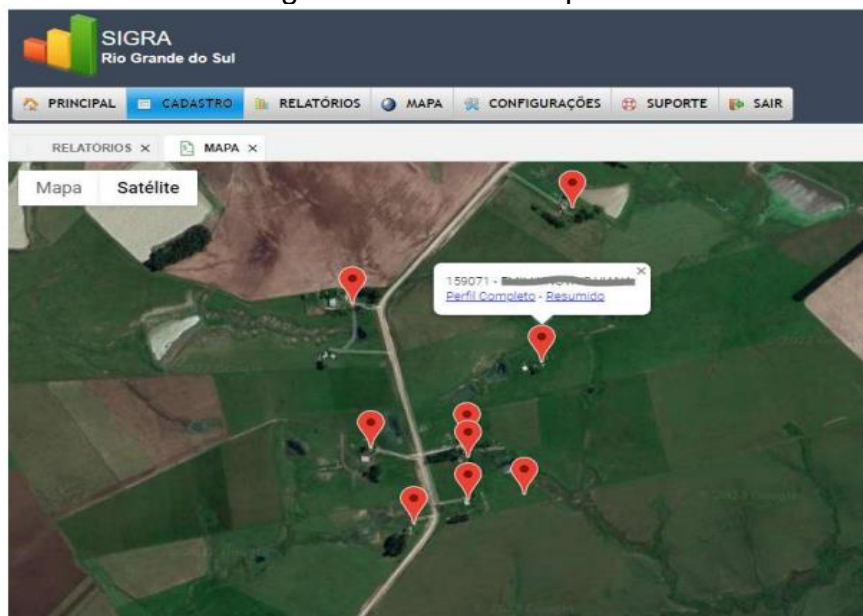 SIGRA
Rio Grande do Sul
PRINCIPAL CADASTRO RELATÓRIOS MAPA CONFIGURAÇÕES SUPORTE SAIR
RELATÓRIOS × MAPA ×
Mapa Satélite
159071 -
Perfil Completo - Resumido